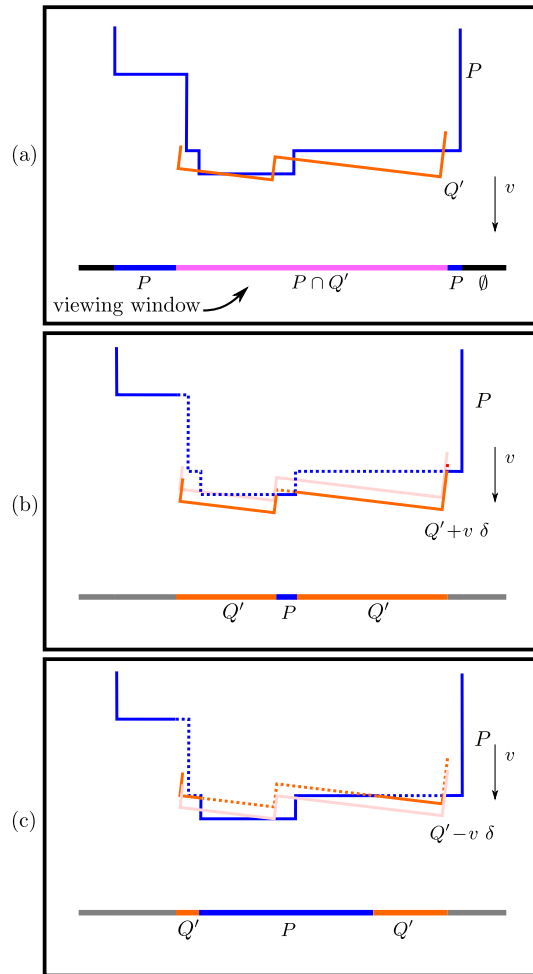 (a)
P
Q′
v
P P ∩ Q′ P ∅
viewing window
(b)
P
v
Q′+v δ
Q′ P Q′
(c)
P
v
Q′−v δ
Q′ P Q′